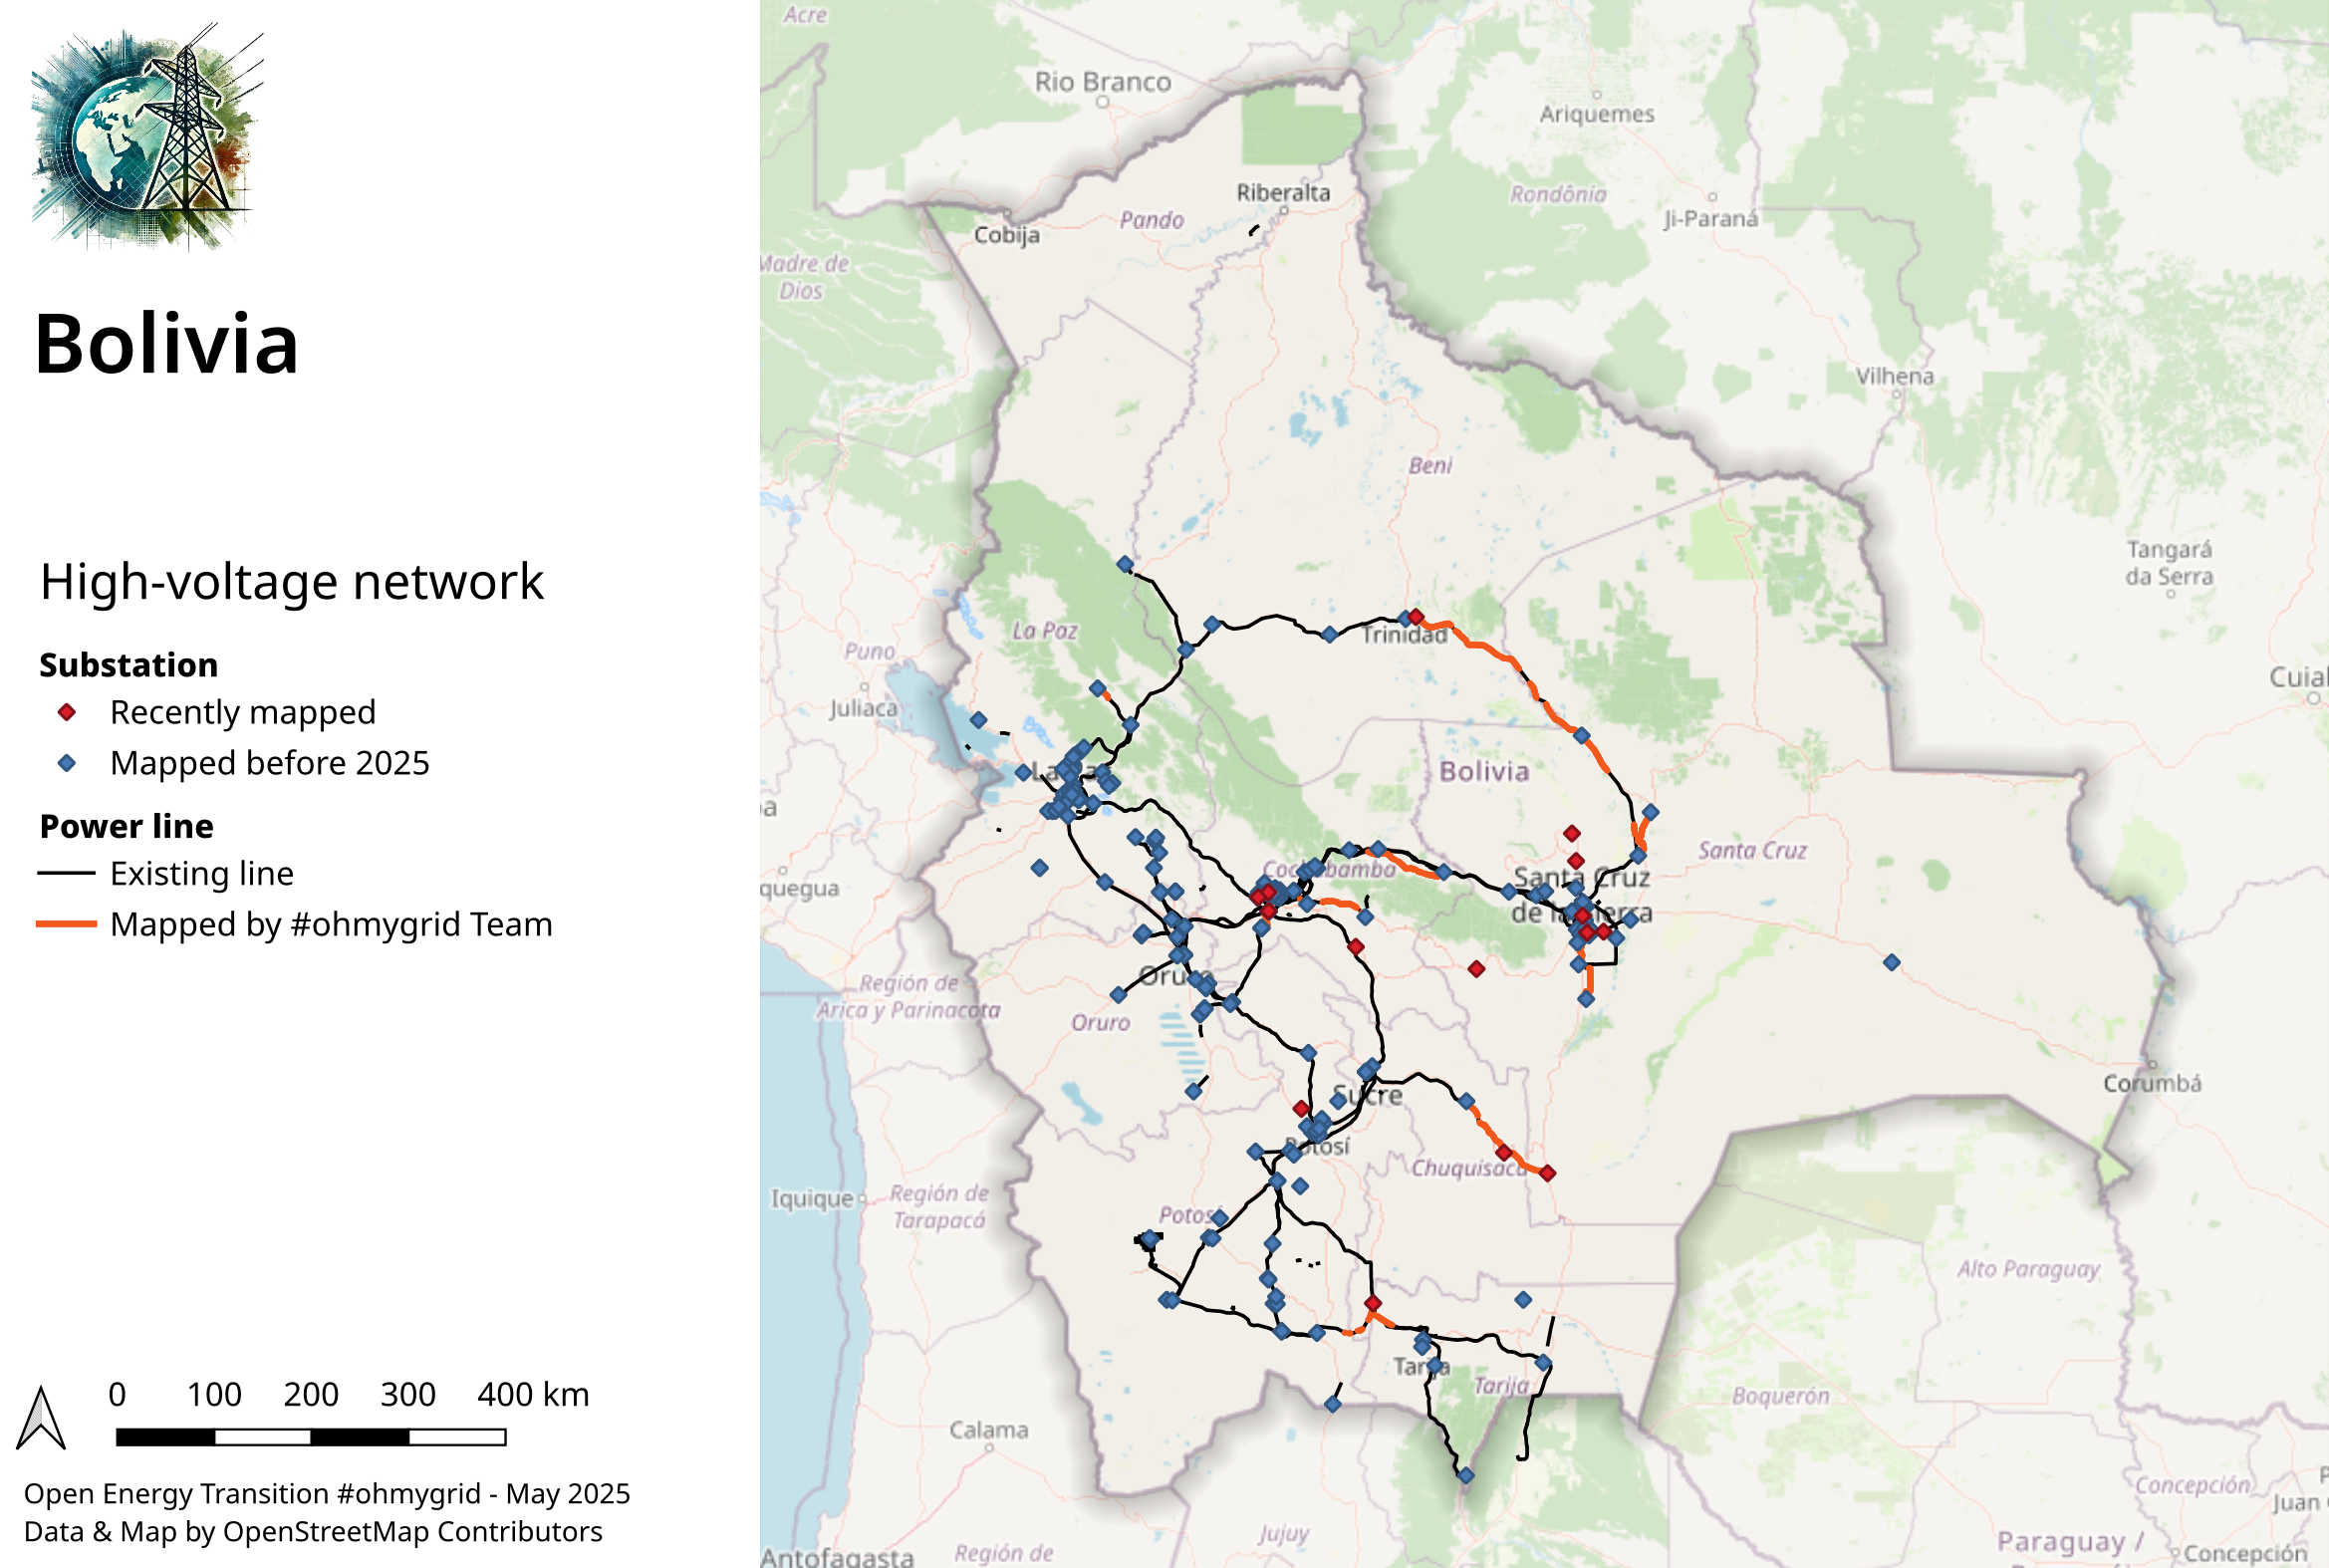 Bolivia
High-voltage network
Substation
Recently mapped
Mapped before 2025
Power line
Existing line
Mapped by #ohmygrid Team
0 100 200 300 400 km
Open Energy Transition #ohmygrid - May 2025
Data & Map by OpenStreetMap Contributors
Acre
Rio Branco
Ariquemes
Riberalta
Rondônia
Pando
Ji-Paraná
Cobija
Madre de
Dios
Vilhena
Beni
Tangará
da Serra
La Paz
Trinidad
Puno
Juliaca
Bolivia
Santa Cruz
Cochabamba
Santa Cruz
de la Sierra
quegua
Oruro
Región de
Arica y Parinacota
Oruro
Corumbá
Sucre
Potosí
Chuquisaca
Iquique
Región de
Tarapacá
Potosí
Alto Paraguay
Tarija
Tarija
Boquerón
Calama
Concepción
Juan
Jujuy
Paraguay /
Antofagasta
Región de
Concepción